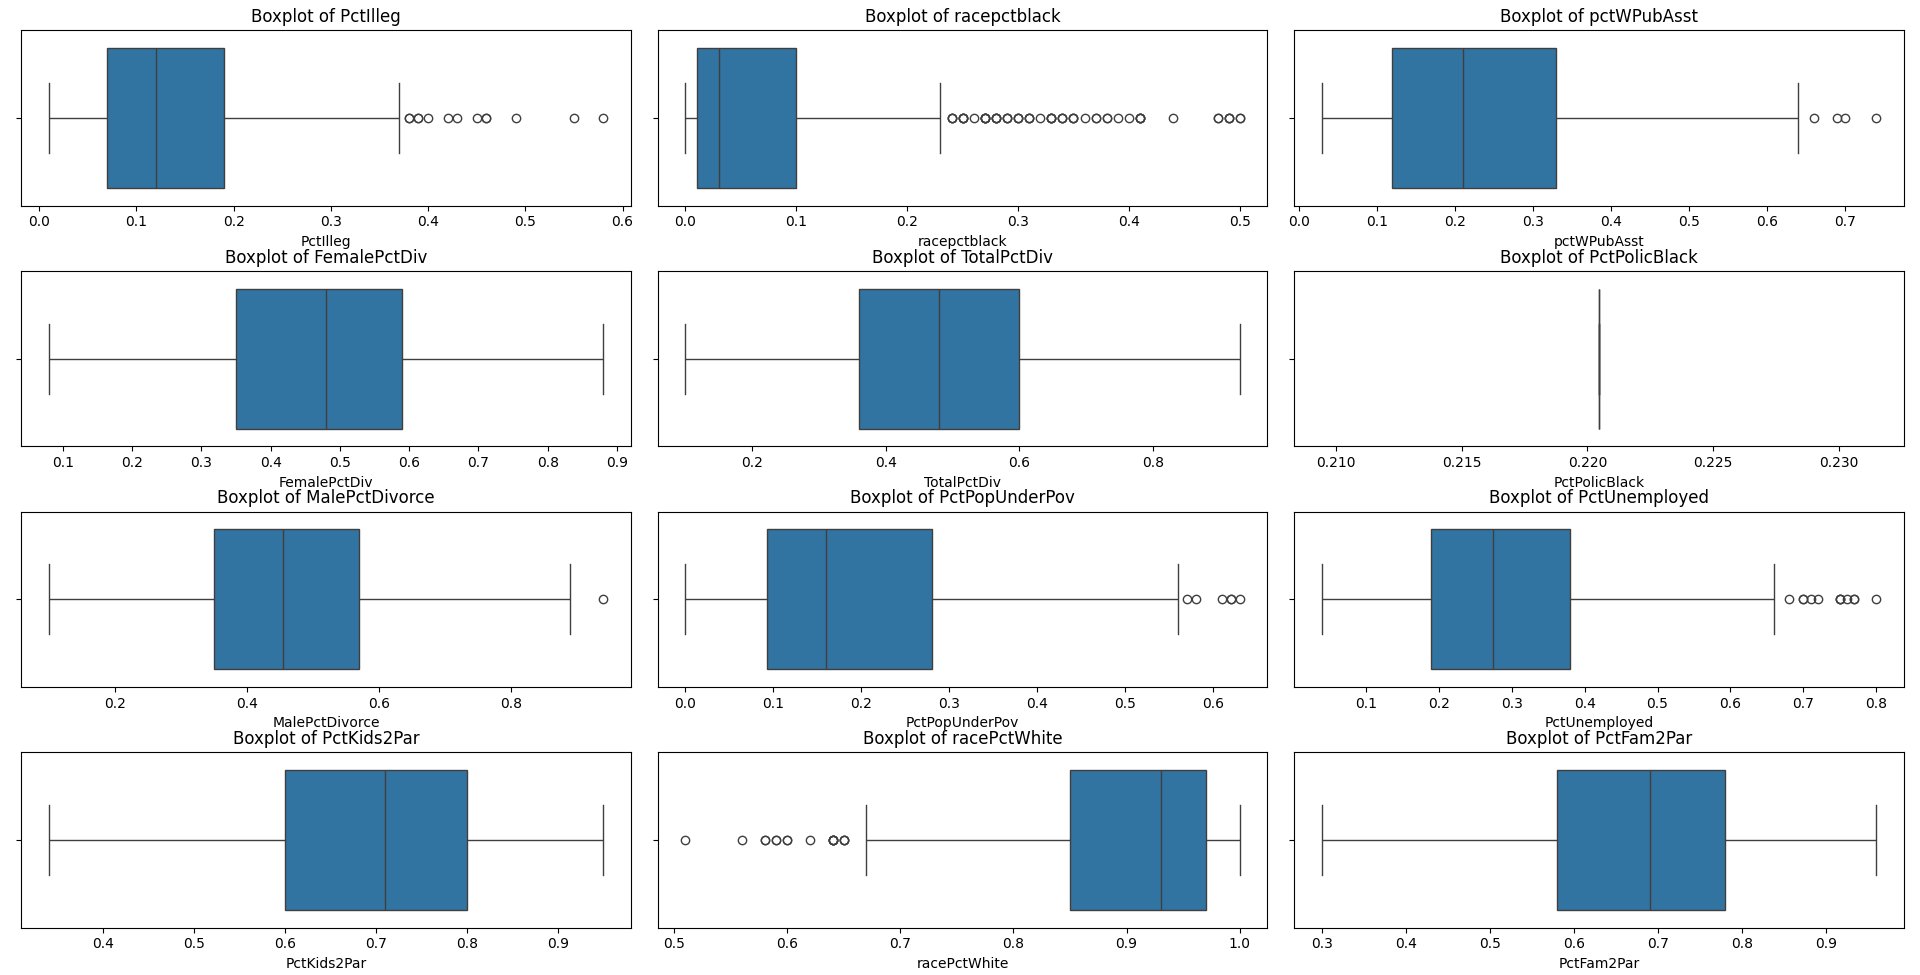 Boxplot of PctIlleg
0.0 0.1 0.2 0.3 0.4 0.5 0.6
PctIlleg
Boxplot of racepctblack
0.0 0.1 0.2 0.3 0.4 0.5
racepctblack
Boxplot of pctWPubAsst
0.0 0.1 0.2 0.3 0.4 0.5 0.6 0.7
pctWPubAsst
Boxplot of FemalePctDiv
0.1 0.2 0.3 0.4 0.5 0.6 0.7 0.8 0.9
FemalePctDiv
Boxplot of TotalPctDiv
0.2 0.4 0.6 0.8
TotalPctDiv
Boxplot of PctPolicBlack
0.210 0.215 0.220 0.225 0.230
PctPolicBlack
Boxplot of MalePctDivorce
0.2 0.4 0.6 0.8
MalePctDivorce
Boxplot of PctPopUnderPov
0.0 0.1 0.2 0.3 0.4 0.5 0.6
PctPopUnderPov
Boxplot of PctUnemployed
0.1 0.2 0.3 0.4 0.5 0.6 0.7 0.8
PctUnemployed
Boxplot of PctKids2Par
0.4 0.5 0.6 0.7 0.8 0.9
PctKids2Par
Boxplot of racePctWhite
0.5 0.6 0.7 0.8 0.9 1.0
racePctWhite
Boxplot of PctFam2Par
0.3 0.4 0.5 0.6 0.7 0.8 0.9
PctFam2Par